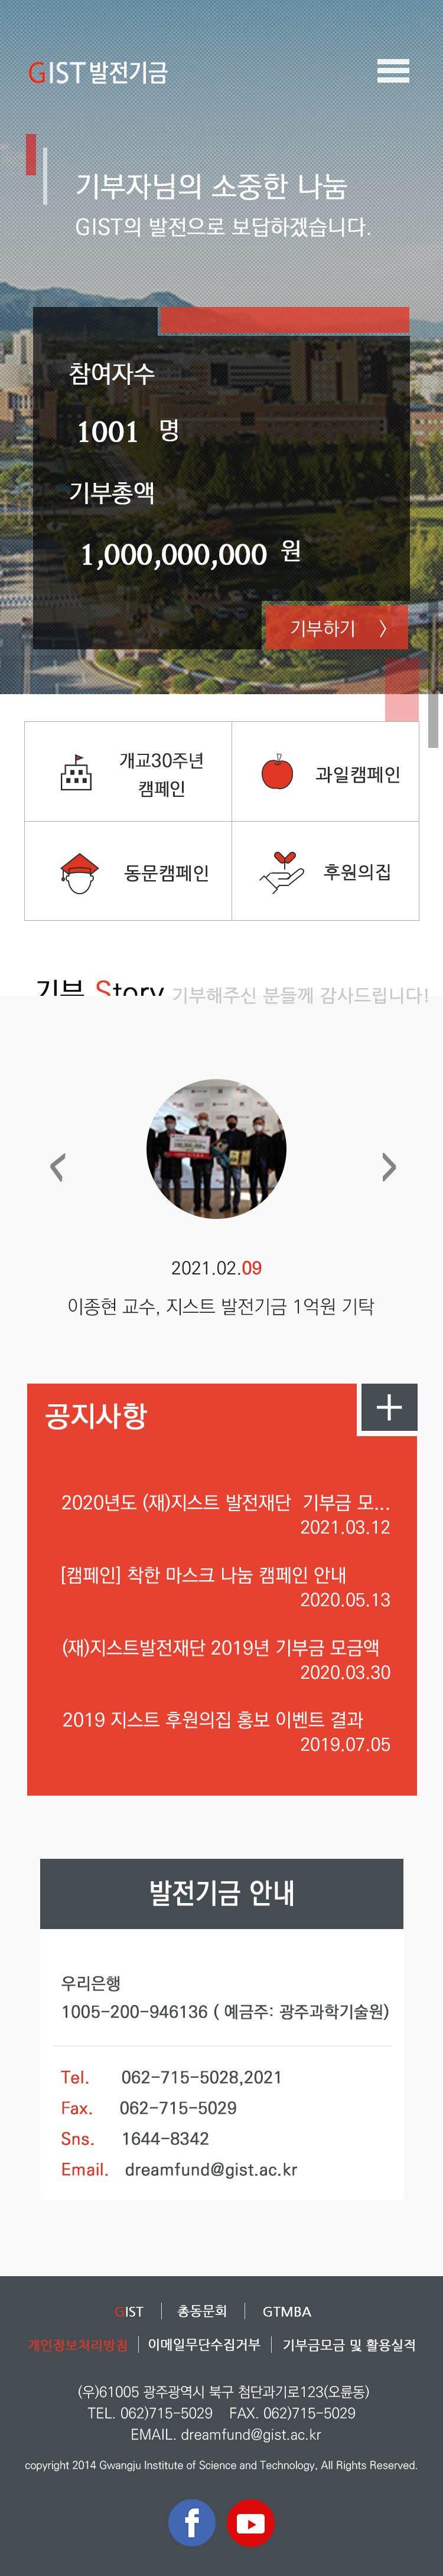 GIST 발전기금
기부자님의 소중한 나눔
GIST의 발전으로 보답하겠습니다.
참여자수
1001 명
기부총액
1,000,000,000 원
기부하기
개교30주년
캠페인
과일캠페인
동문캠페인
후원의집
기부 Story 기부해주신 분들께 감사드립니다!
2021.02.09
이종현 교수, 지스트 발전기금 1억원 기탁
공지사항
2020년도 (재)지스트 발전재단 기부금 모...
2021.03.12
[캠페인] 착한 마스크 나눔 캠페인 안내
2020.05.13
(재)지스트발전재단 2019년 기부금 모금액
2020.03.30
2019 지스트 후원의집 홍보 이벤트 결과
2019.07.05
발전기금 안내
우리은행
1005-200-946136 ( 예금주: 광주과학기술원)
Tel. 062-715-5028,2021
Fax. 062-715-5029
Sns. 1644-8342
Email. dreamfund@gist.ac.kr
GIST 총동문회 GTMBA
개인정보처리방침 이메일무단수집거부 기부금모금 및 활용실적
(우)61005 광주광역시 북구 첨단과기로123(오룡동)
TEL. 062)715-5029 FAX. 062)715-5029
EMAIL. dreamfund@gist.ac.kr
copyright 2014 Gwangju Institute of Science and Technology, All Rights Reserved.